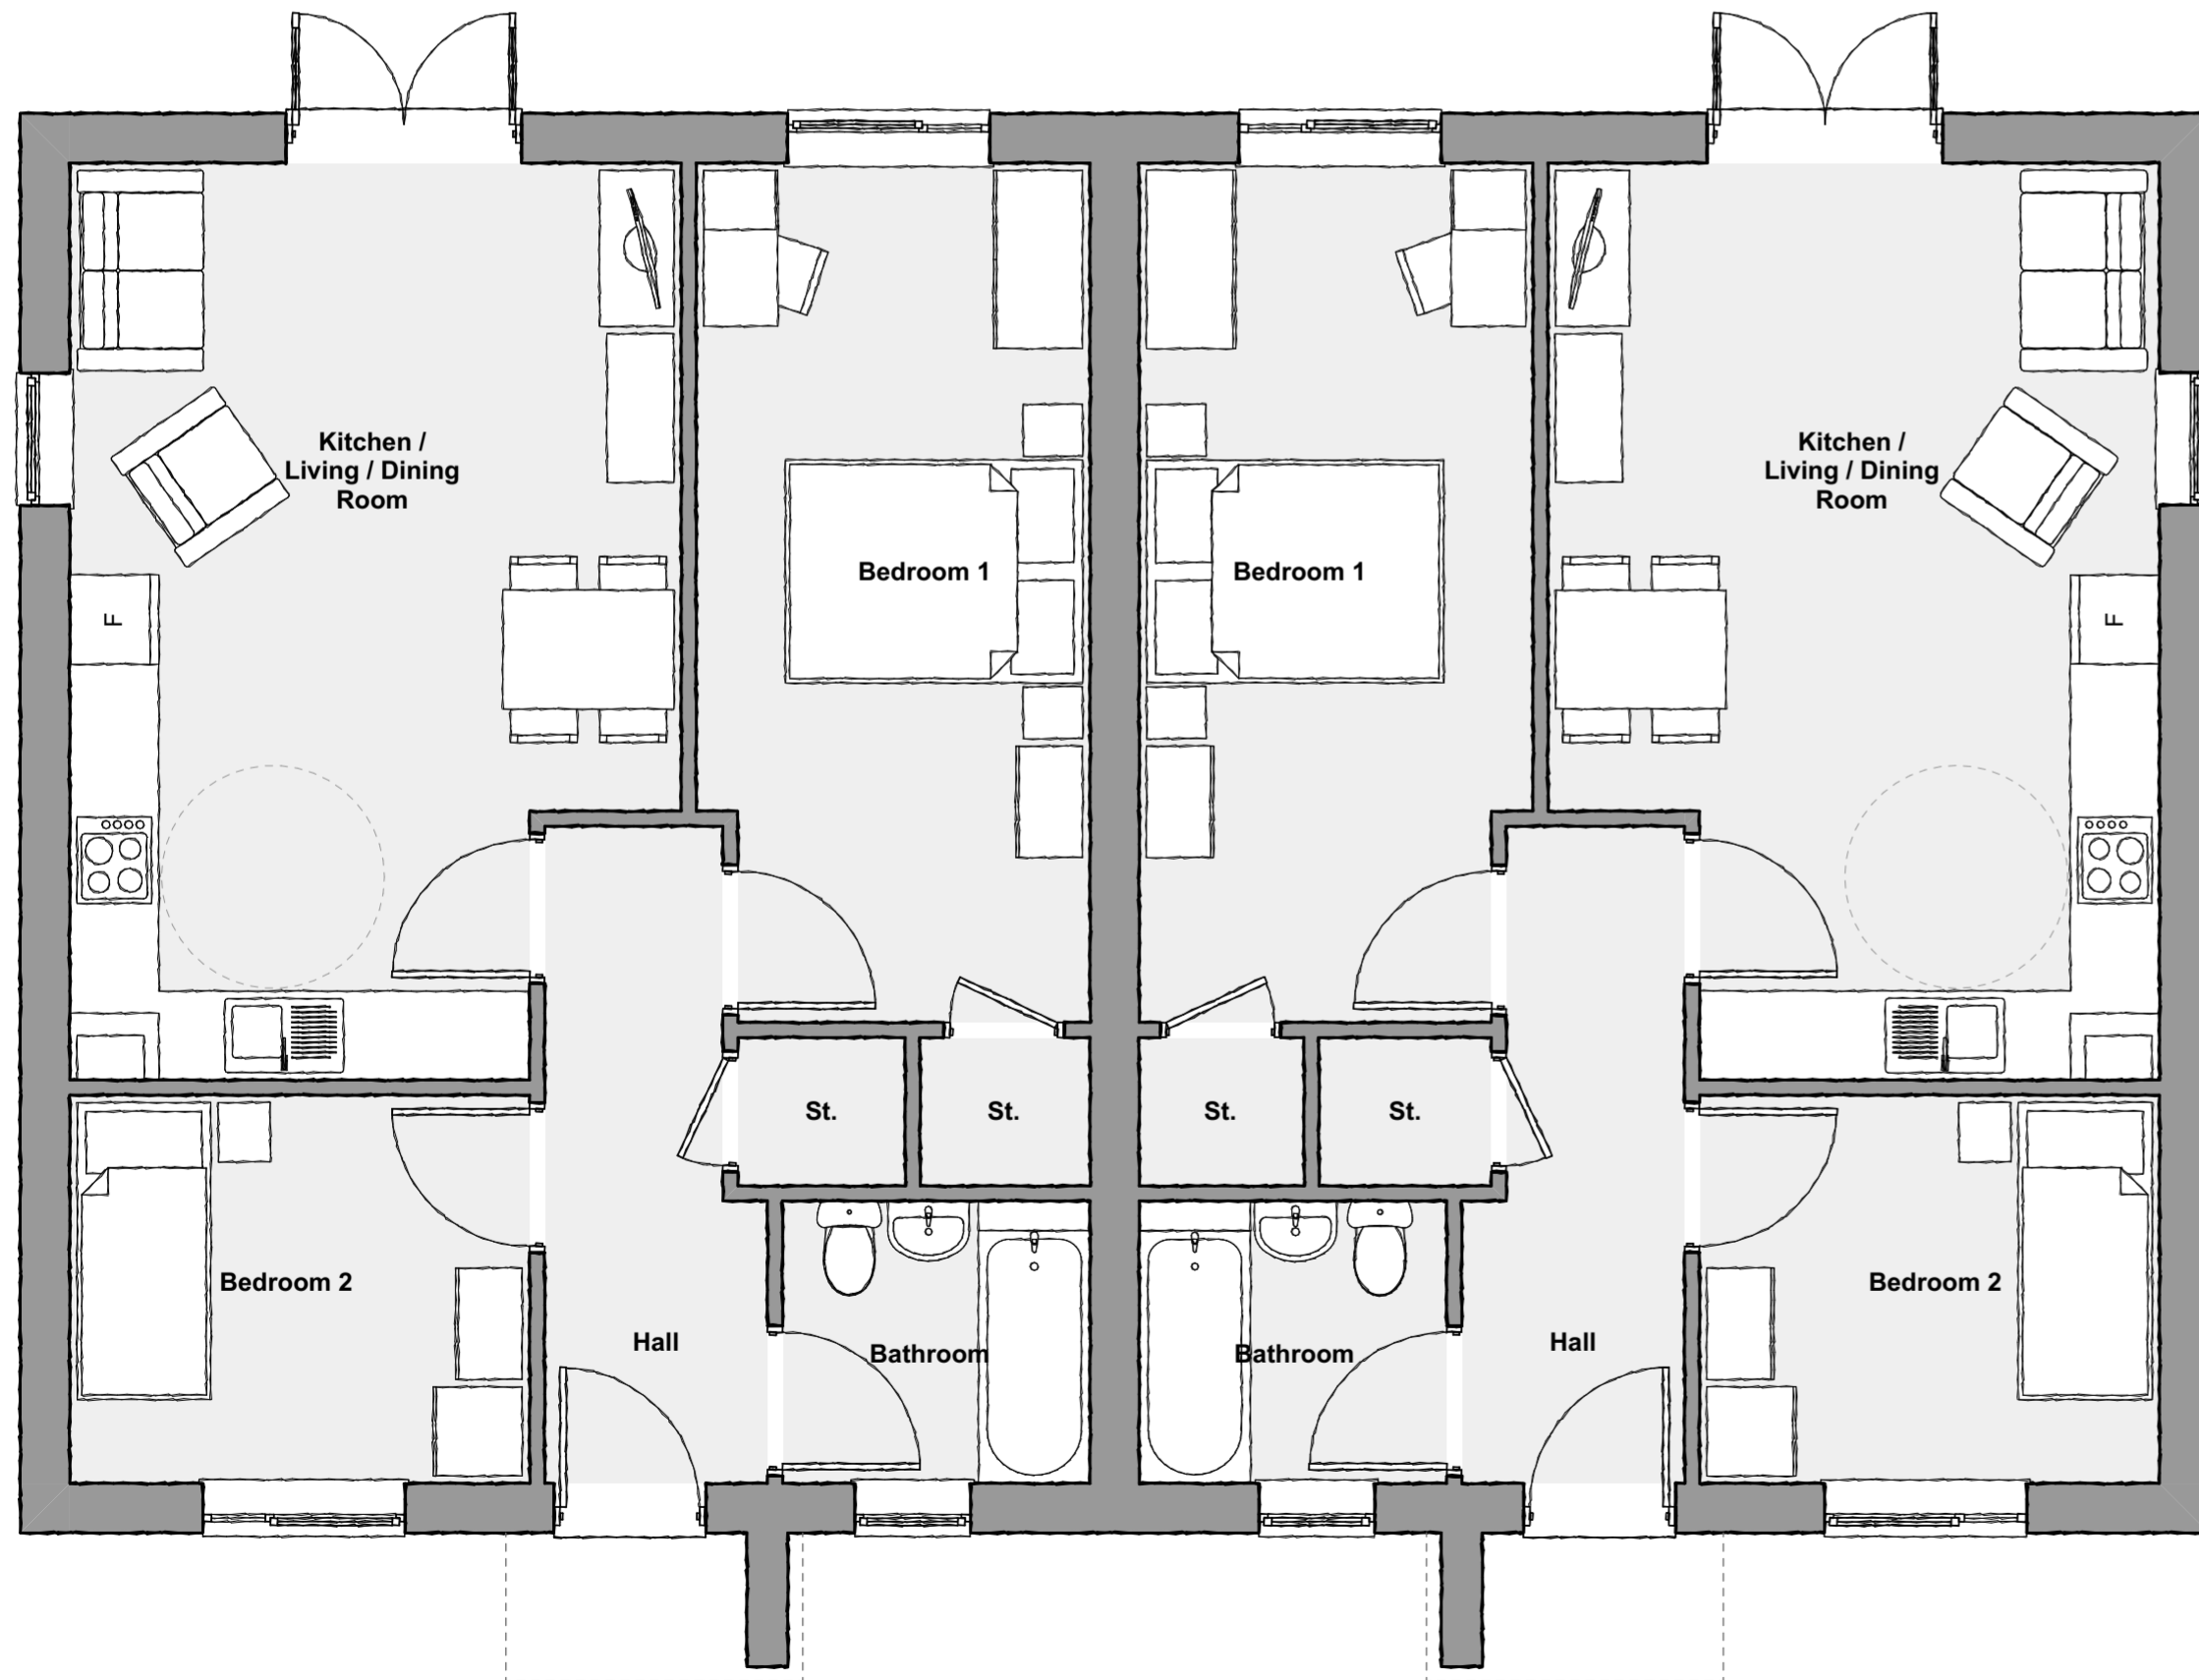 Kitchen /
Living / Dining
Room
Kitchen /
Living / Dining
Room
Bedroom 1
Bedroom 1
F
F
St.
St.
St.
St.
Bedroom 2
Bedroom 2
Hall
Bathroom
Bathroom
Hall